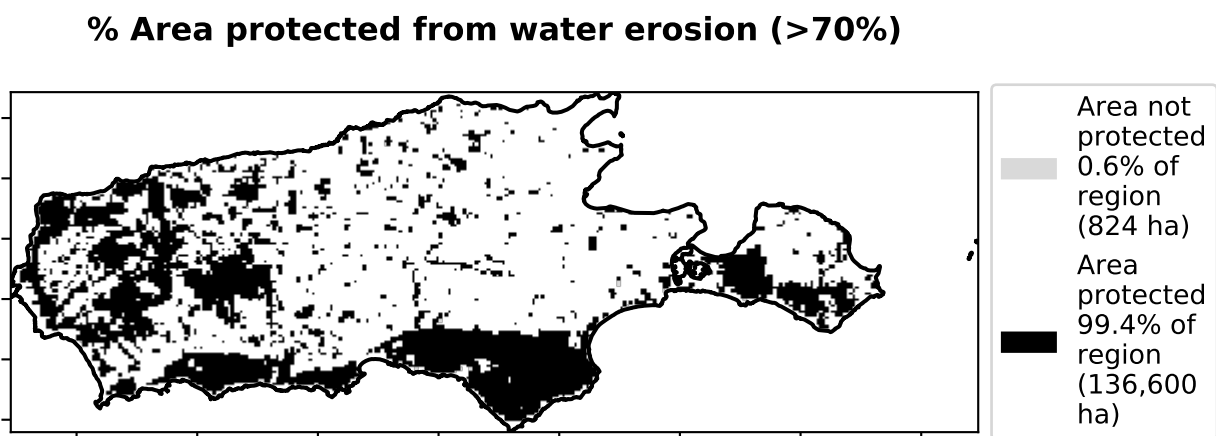 % Area protected from water erosion (>70%)
Area not
protected
0.6% of
region
(824 ha)
Area
protected
99.4% of
region
(136,600
ha)